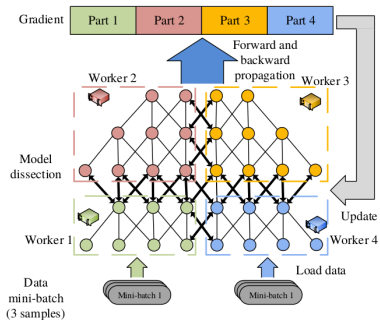 Gradient
Part 1
Part 2
Part 3
Part 4
Forward and
backward
propagation
Worker 2
Worker 3
Model
dissection
Update
Worker 1
Worker 4
Load data
Data
mini-batch
(3 samples)
Mini-batch 1
Mini-batch 1